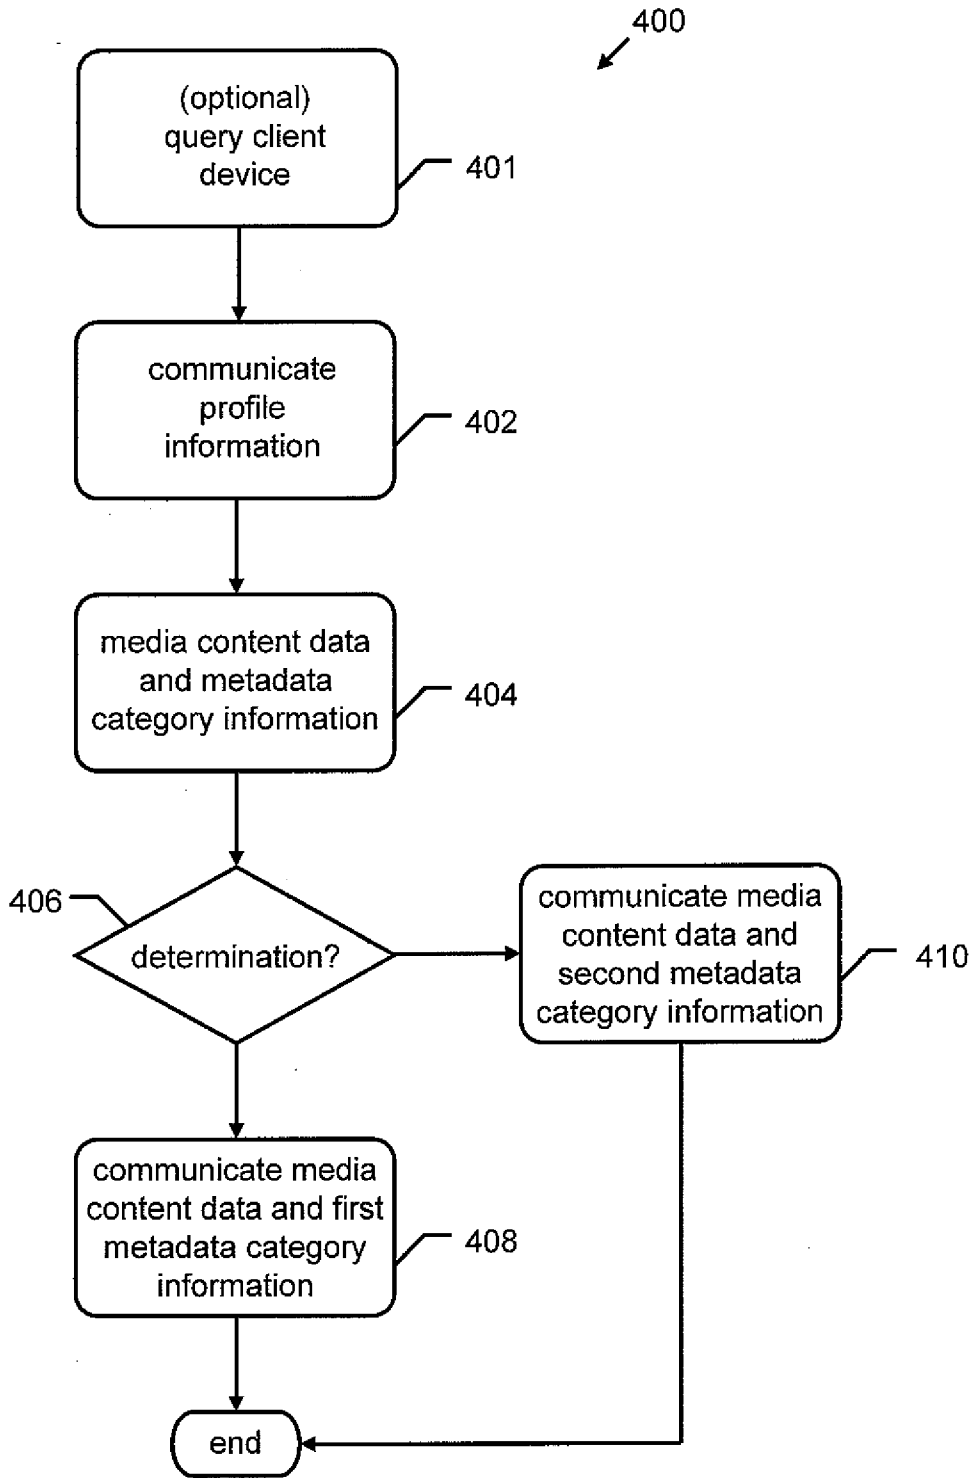 400
(optional)
query client
device
401
communicate
profile
information
402
media content data
and metadata
category information
404
406
determination?
communicate media
content data and
second metadata
category information
410
communicate media
content data and first
metadata category
information
408
end